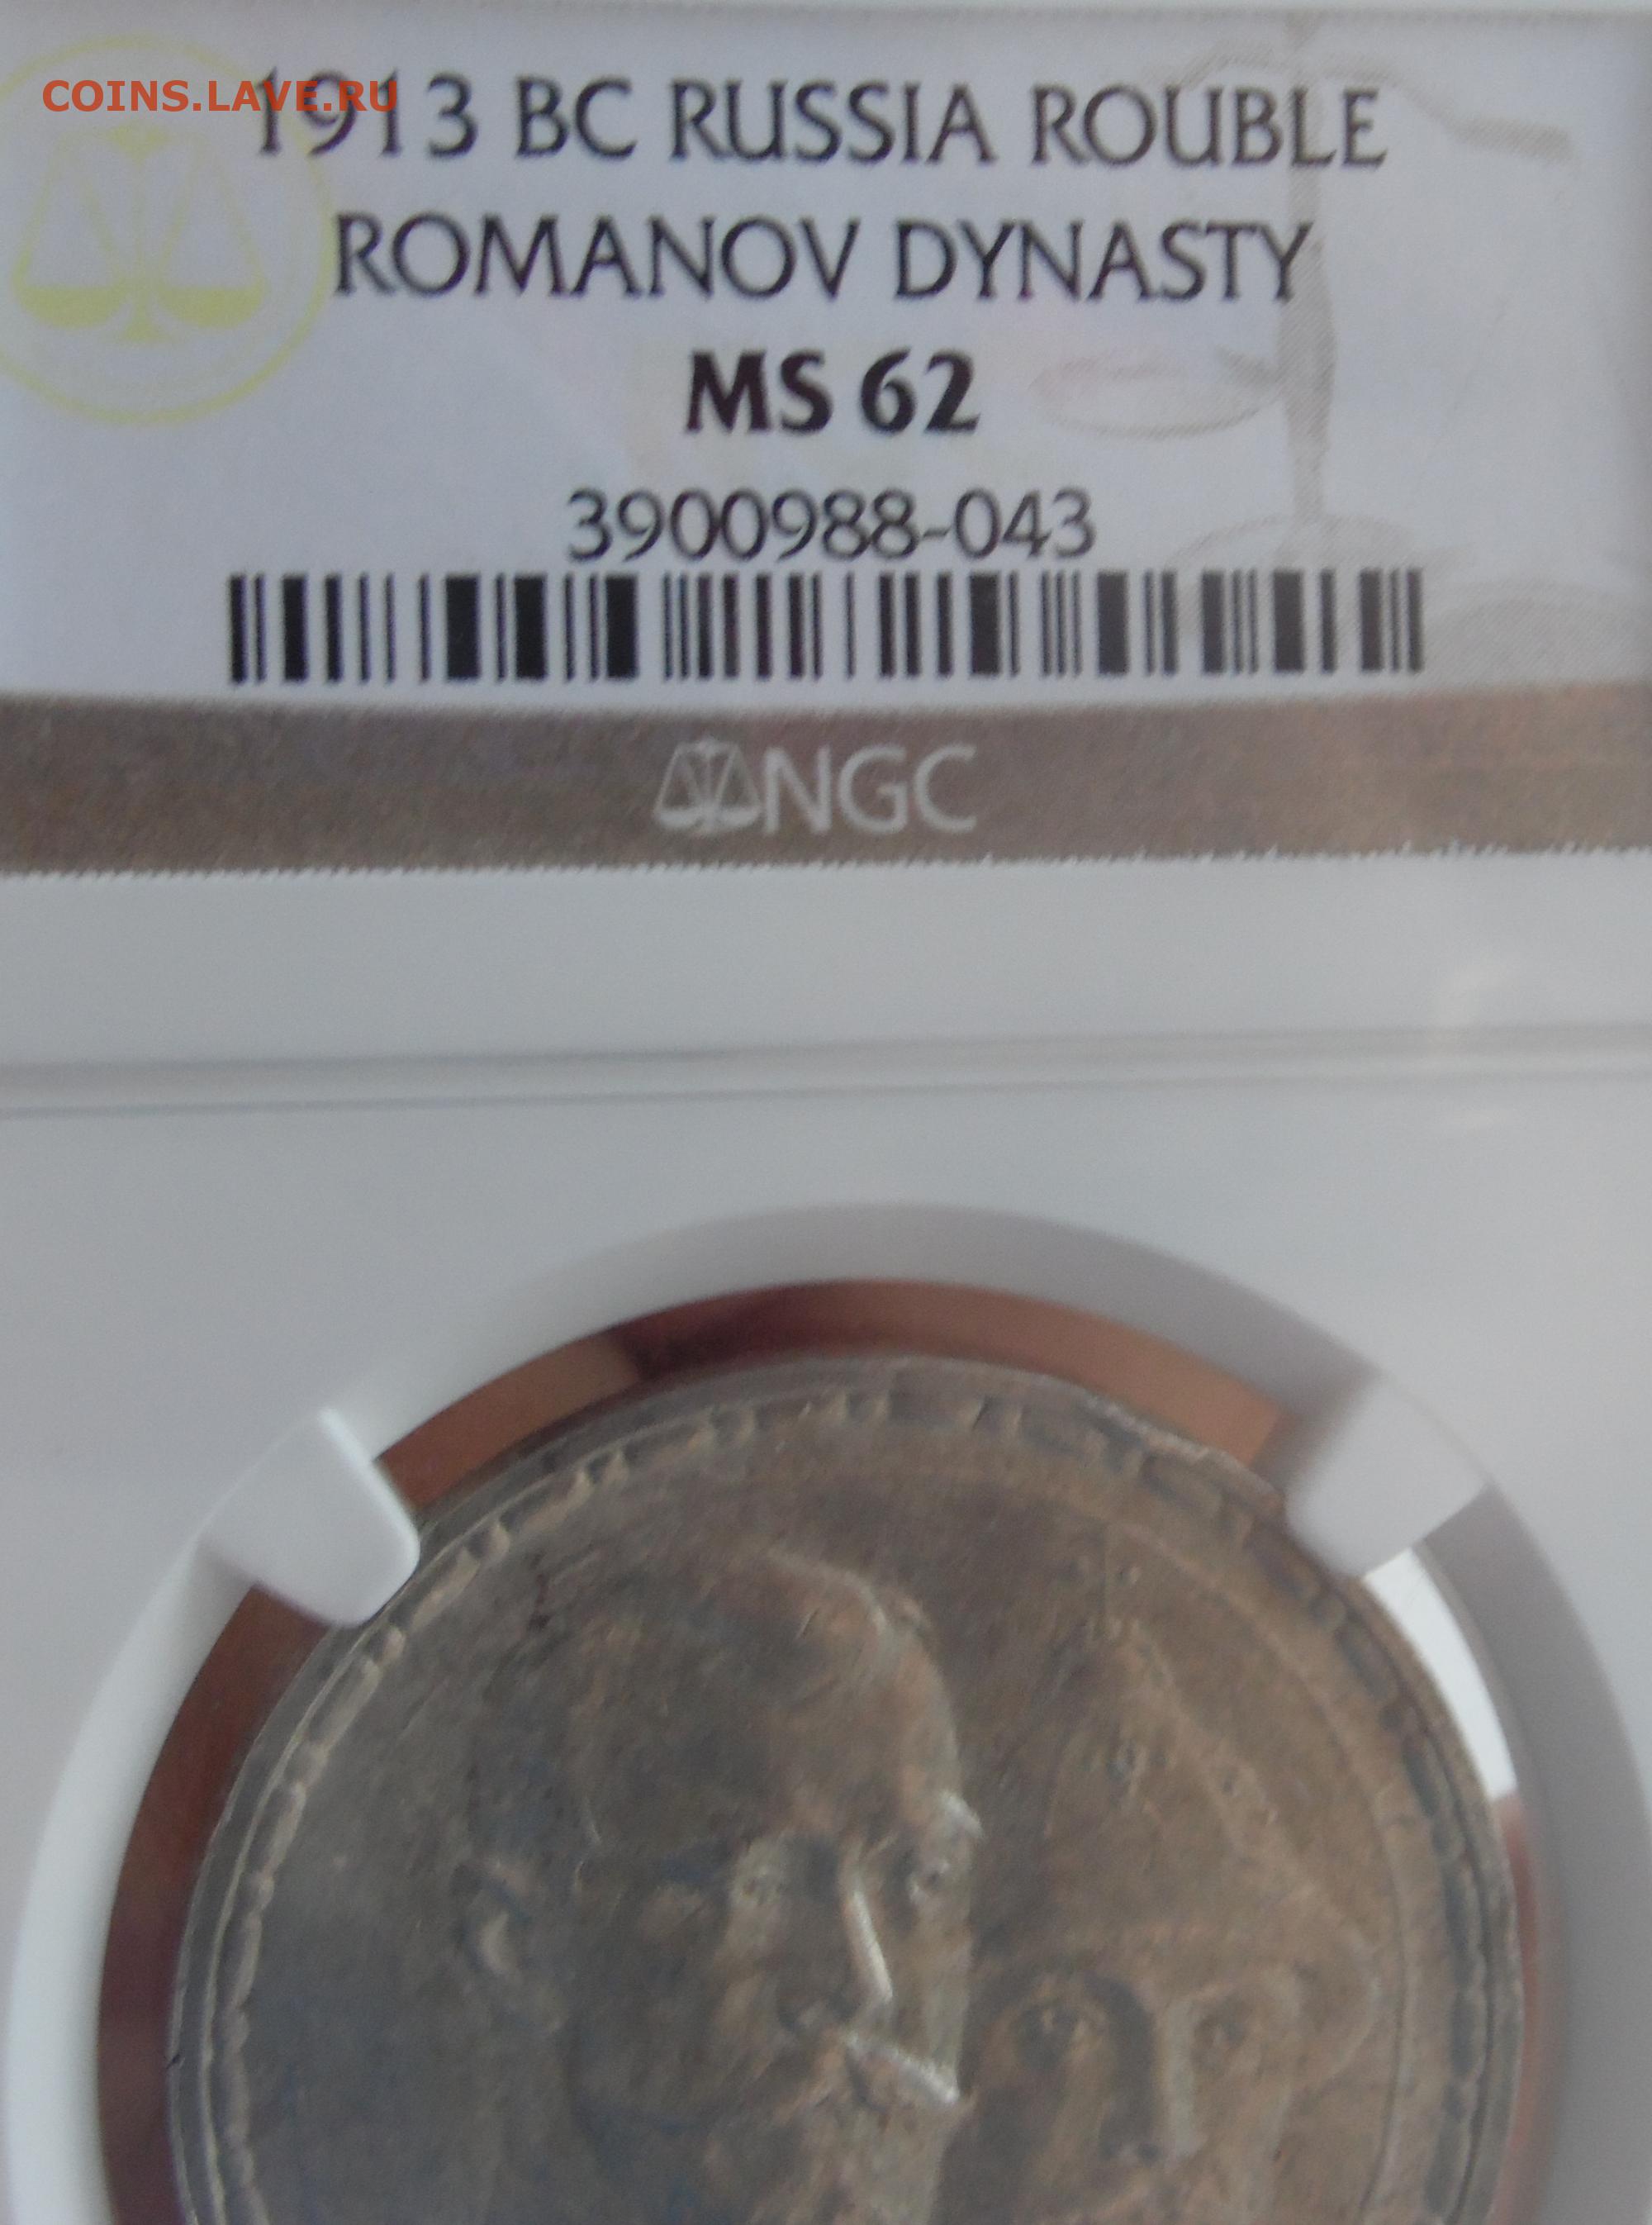 COINS.LAVE.RU
1913 BC RUSSIA ROUBLE
ROMANOV DYNASTY
MS 62
3900988-043
NGC